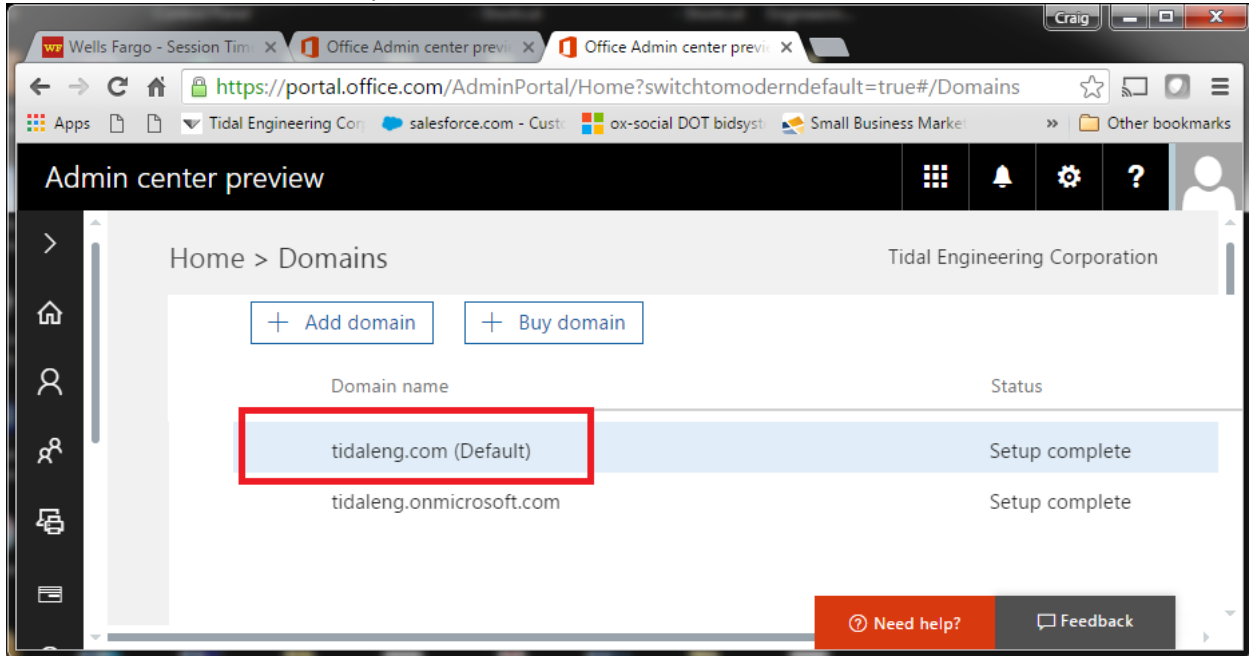 Craig
WF Wells Fargo - Session Tim
Office Admin center previ
Office Admin center previ
https://portal.office.com/AdminPortal/Home?switchtomoderndefault=true#/Domains
Apps
Tidal Engineering Cor
salesforce.com - Custo
ox-social DOT bidsyst
Small Business Market
»
Other bookmarks
Admin center preview
?
Home > Domains
Tidal Engineering Corporation
+ Add domain
+ Buy domain
Domain name
Status
tidaleng.com (Default)
Setup complete
tidaleng.onmicrosoft.com
Setup complete
Need help?
Feedback